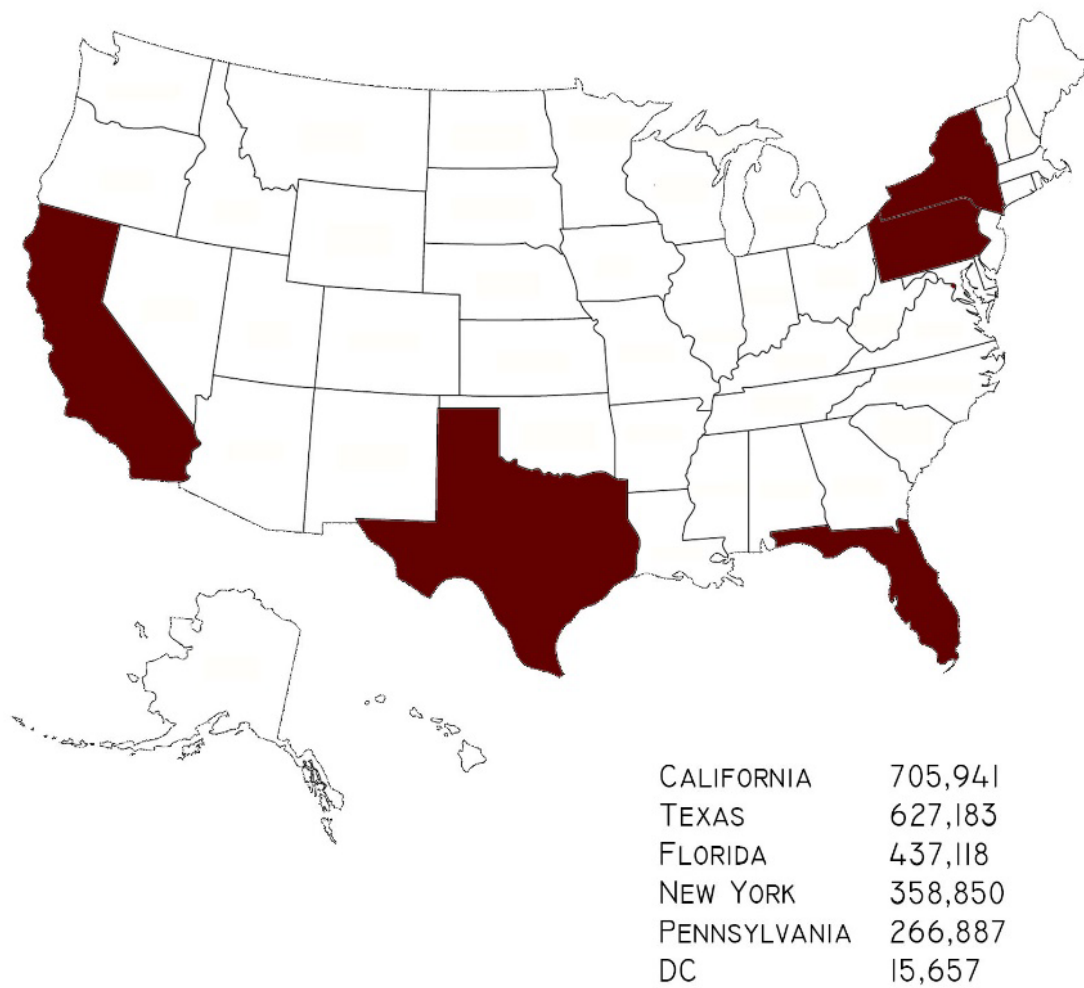 CALIFORNIA 705,941
TEXAS 627,183
FLORIDA 437,118
NEW YORK 358,850
PENNSYLVANIA 266,887
DC 15,657